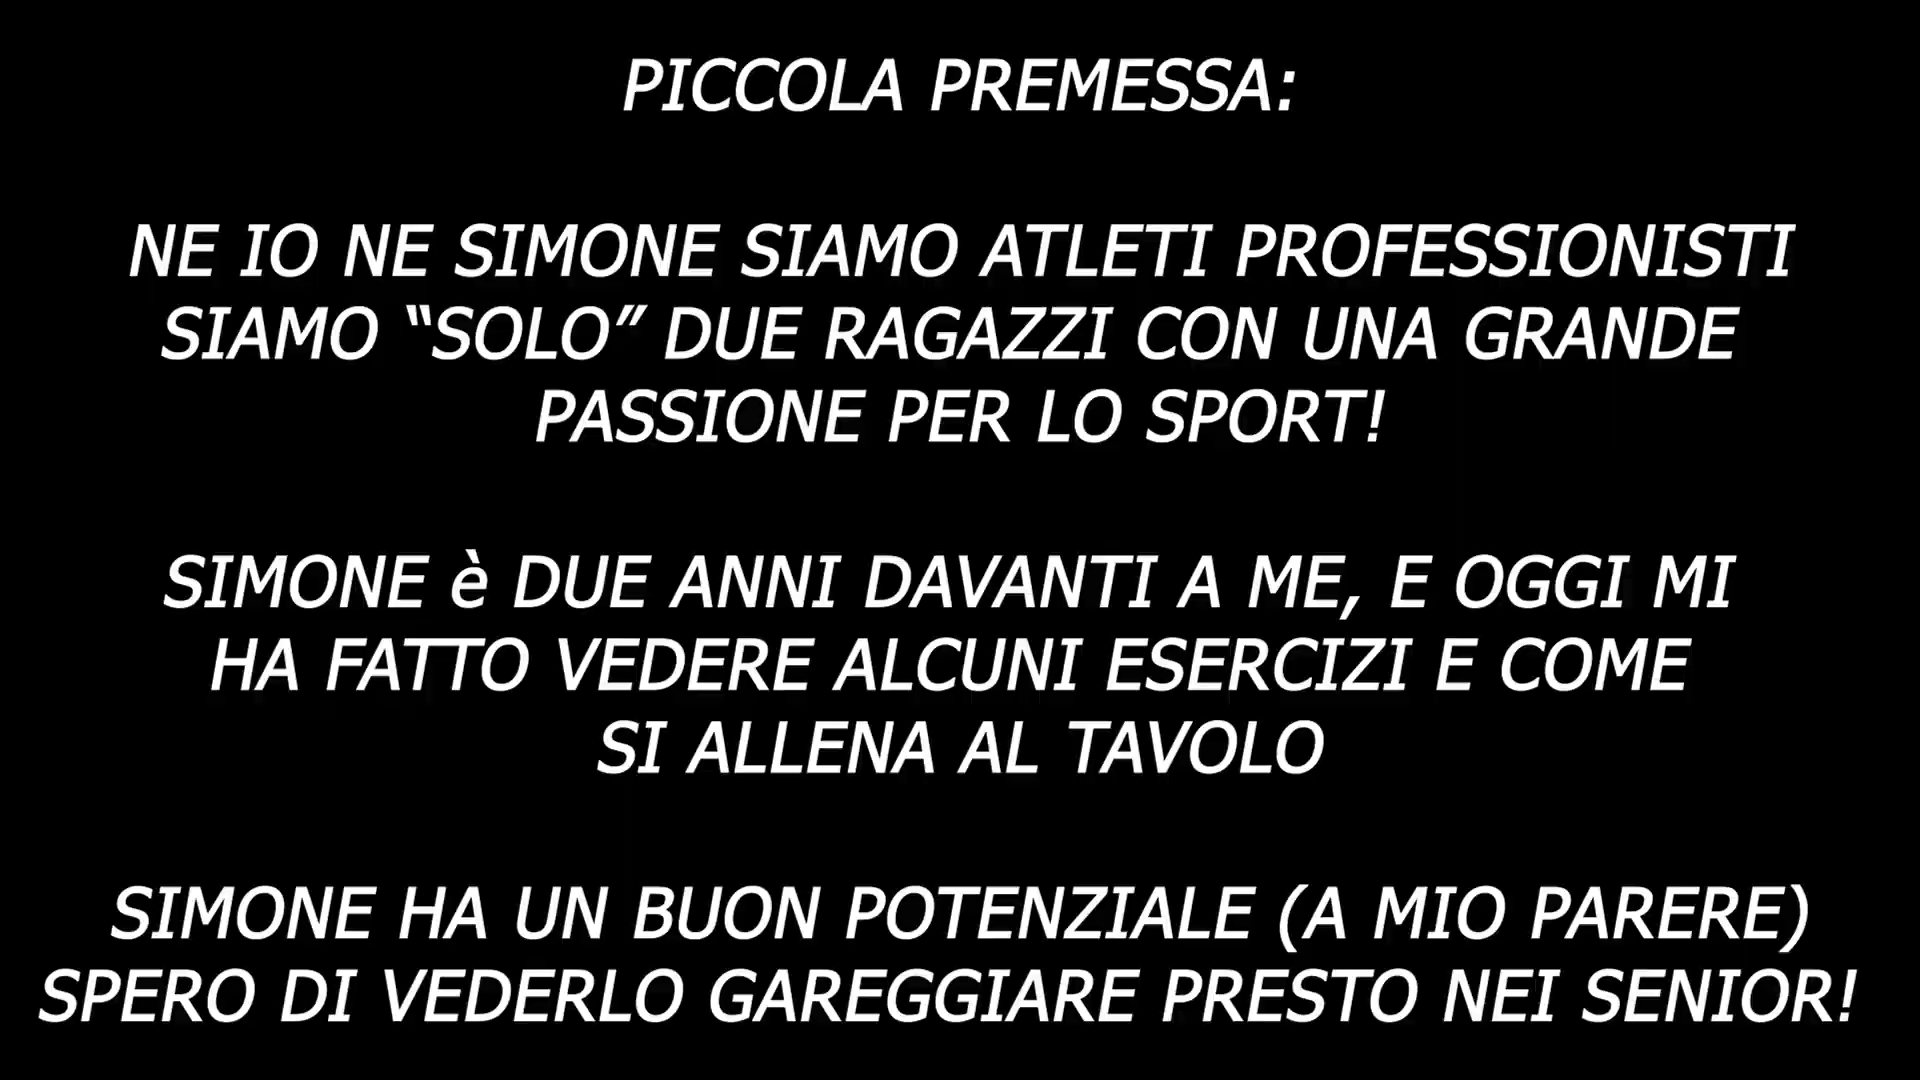 PICCOLA PREMESSA:
NE IO NE SIMONE SIAMO ATLETI PROFESSIONISTI
SIAMO “SOLO” DUE RAGAZZI CON UNA GRANDE
PASSIONE PER LO SPORT!
SIMONE è DUE ANNI DAVANTI A ME, E OGGI MI
HA FATTO VEDERE ALCUNI ESERCIZI E COME
SI ALLENA AL TAVOLO
SIMONE HA UN BUON POTENZIALE (A MIO PARERE)
SPERO DI VEDERLO GAREGGIARE PRESTO NEI SENIOR!